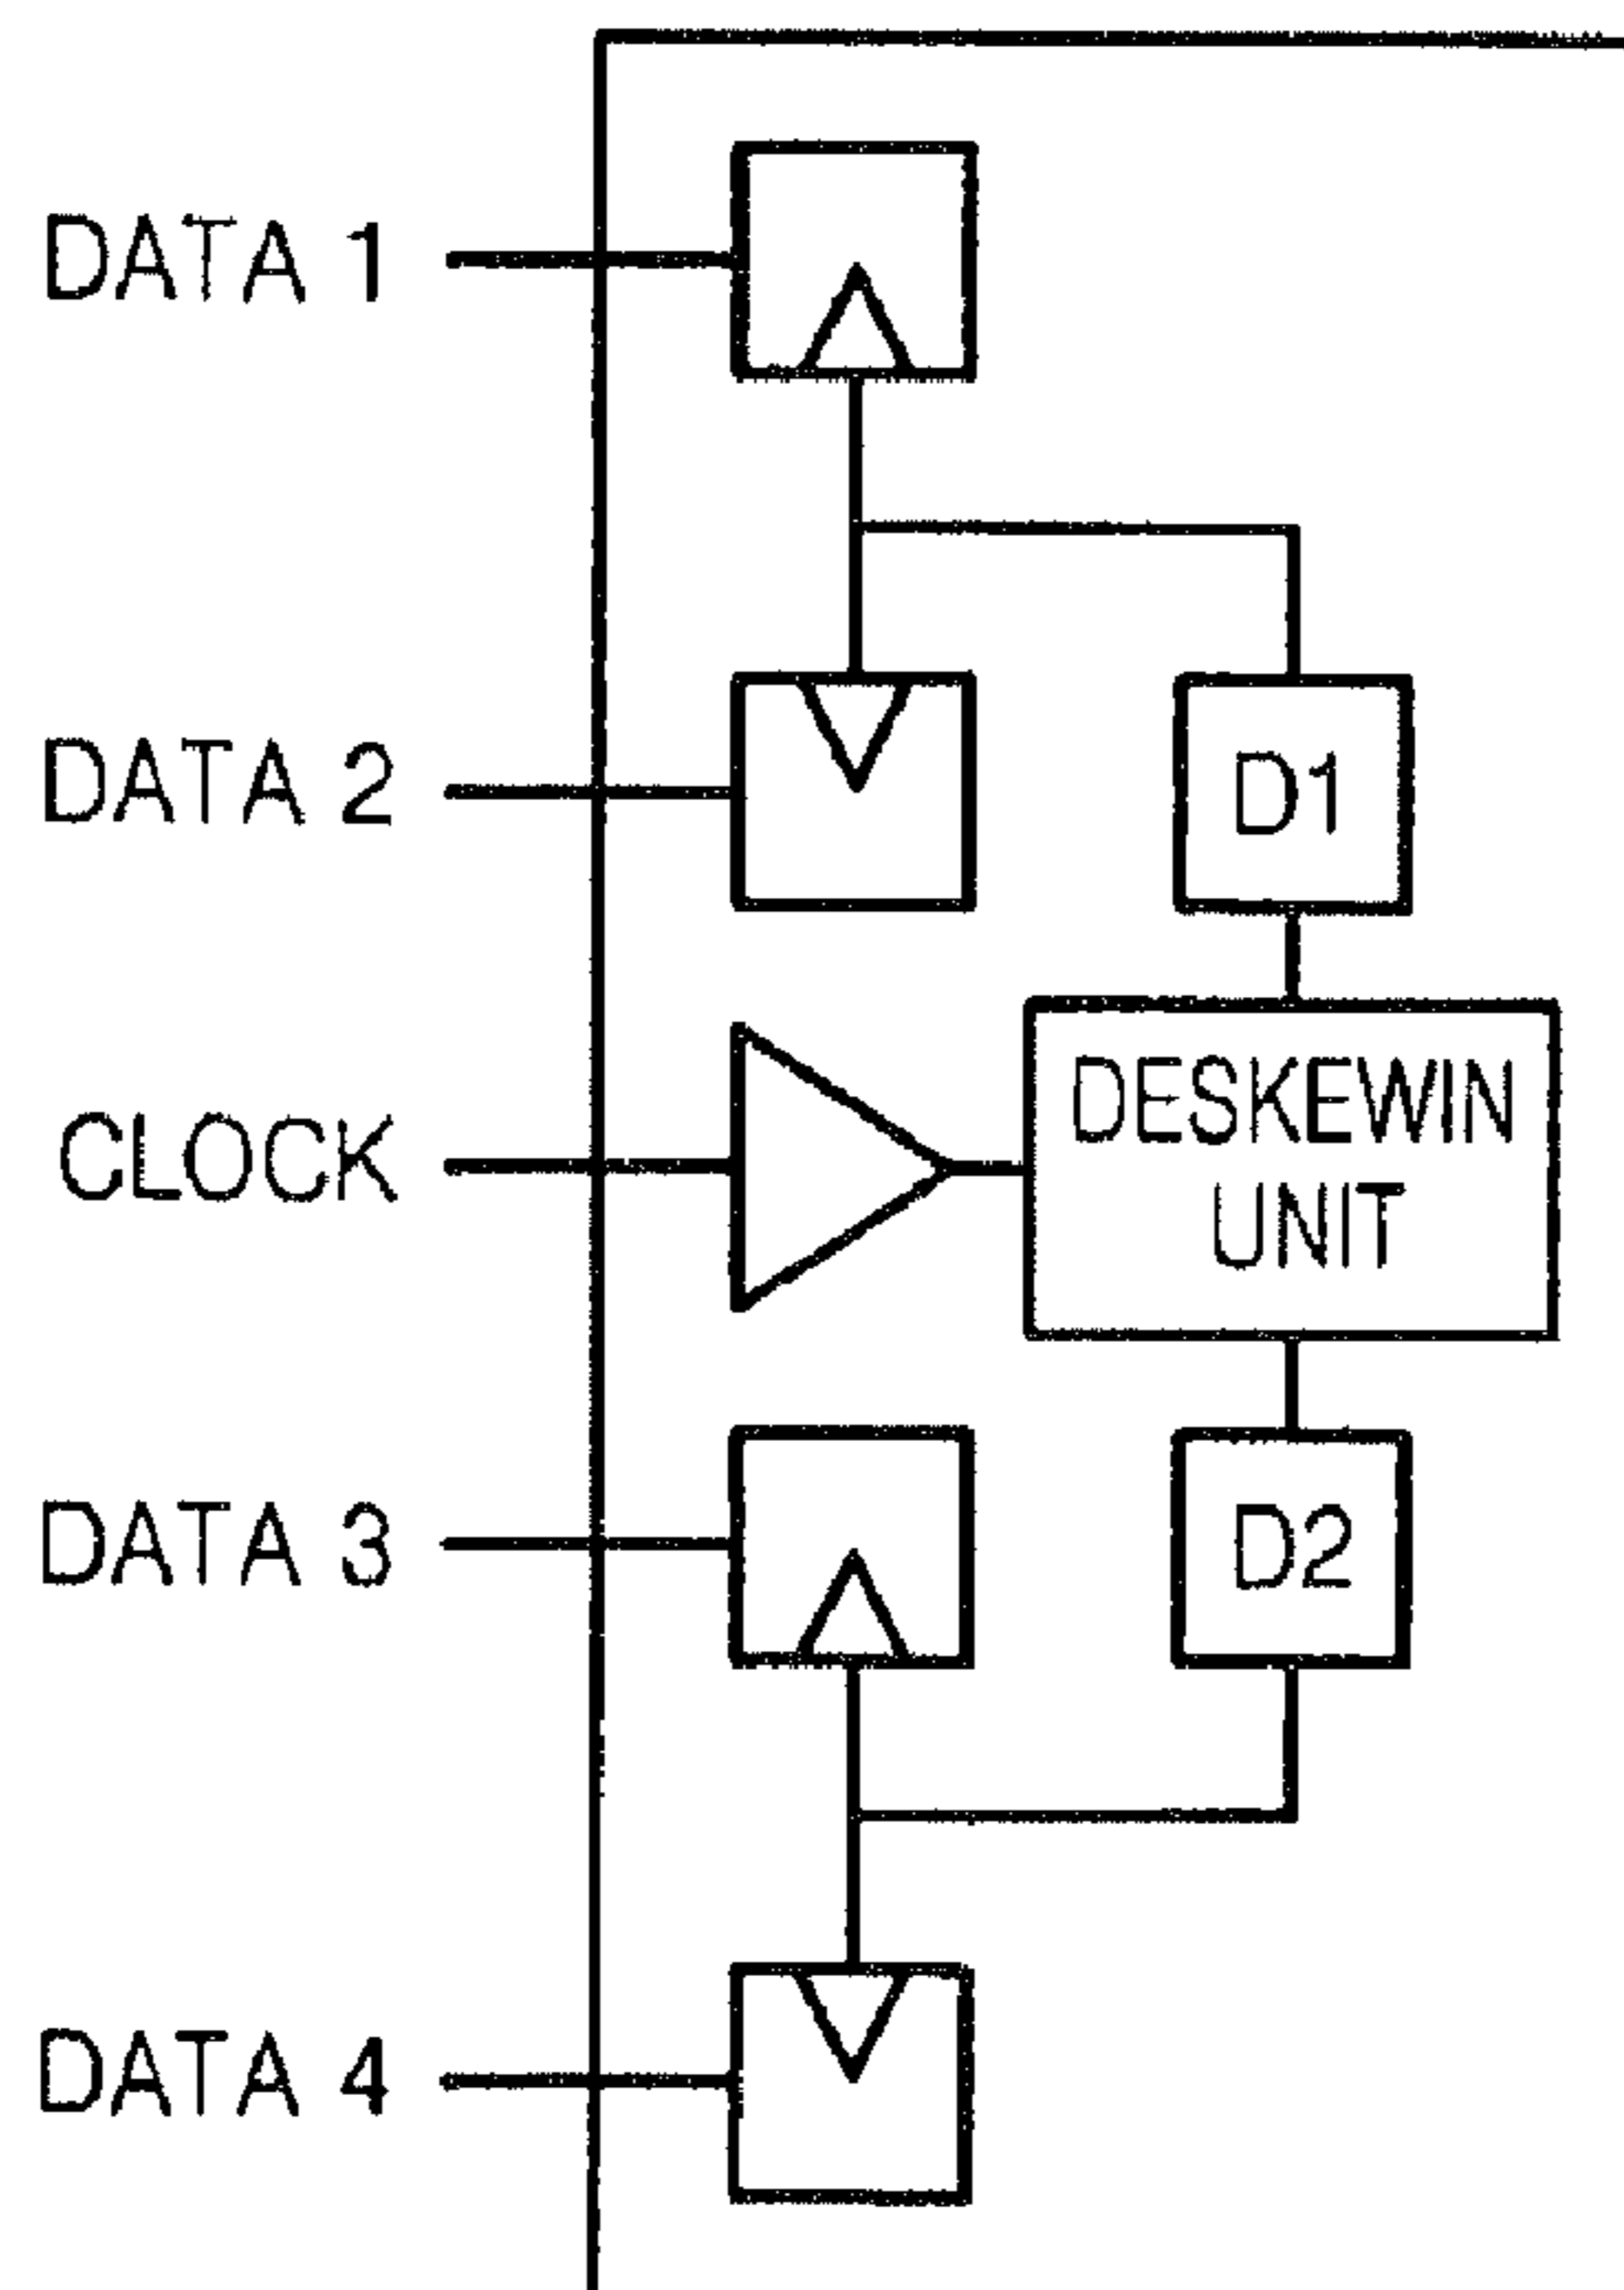 DATA 1
DATA 2
D1
CLOCK
DESKEWIN
UNIT
DATA 3
D2
DATA 4